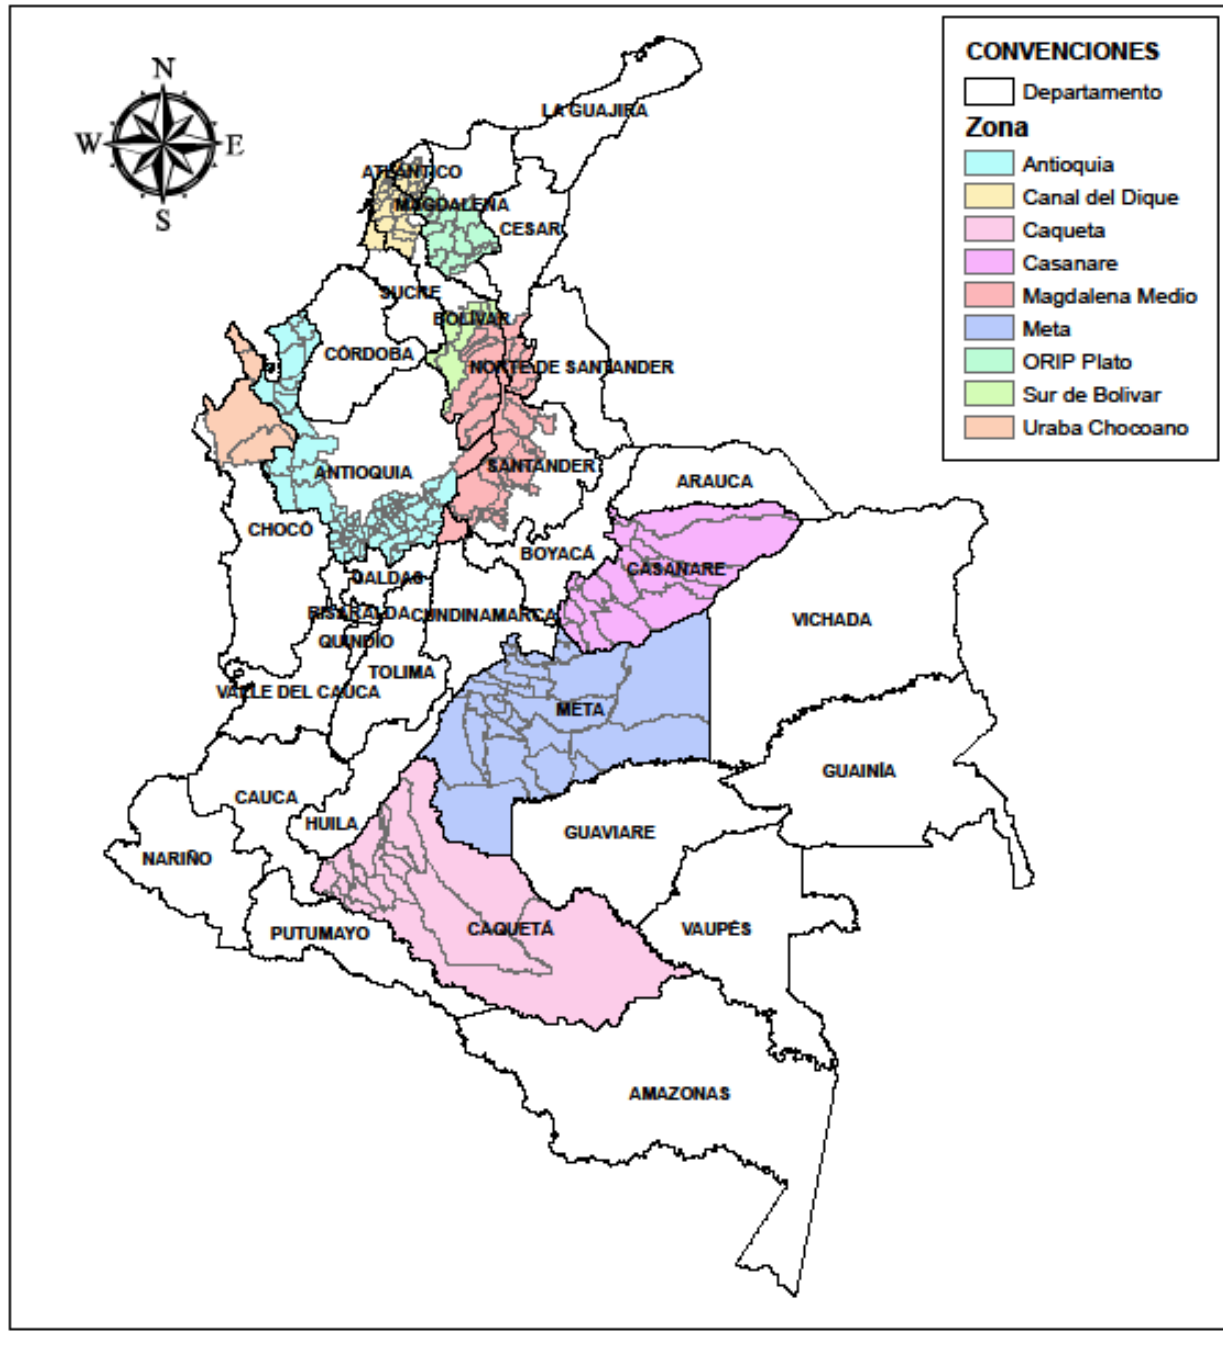 CONVENCIONES
Departamento
Zona
Antioquia
Canal del Dique
Caqueta
Casanare
Magdalena Medio
Meta
ORIP Plato
Sur de Bolivar
Uraba Chocoano
N
W
E
S
LA GUAJIRA
ATLÁNTICO
MAGDALENA
CESAR
SUCRE
BOLÍVAR
CÓRDOBA
NORTE DE SANTANDER
ANTIOQUIA
SANTANDER
ARAUCA
CHOCÓ
BOYACÁ
CASANARE
CALDAS
RISARALDA
CUNDINAMARCA
VICHADA
QUINDÍO
TOLIMA
VALLE DEL CAUCA
META
GUAINÍA
CAUCA
HUILA
GUAVIARE
NARIÑO
PUTUMAYO
CAQUETÁ
VAUPÉS
AMAZONAS